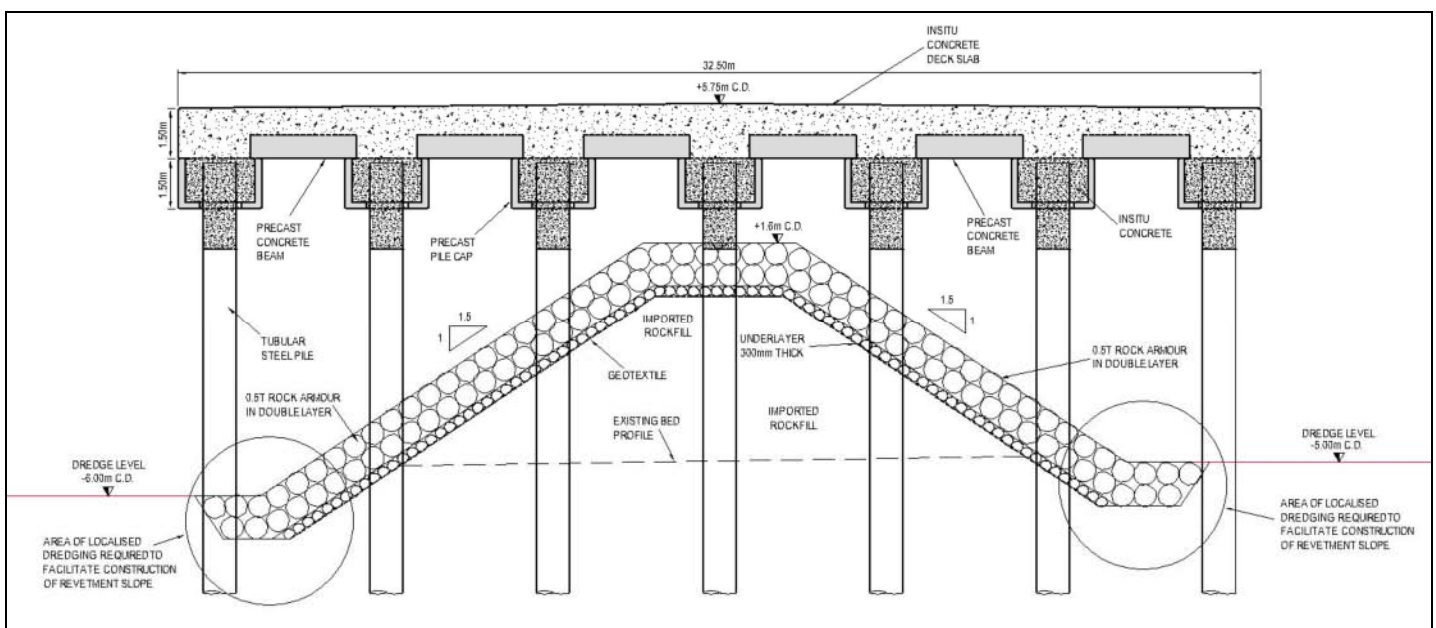 INSITU
CONCRETE
DECK SLAB
32.50m
+5.75m C.D.
1.50m
1.50m
PRECAST
CONCRETE
BEAM
PRECAST
PILE CAP
+1.6m C.D.
PRECAST
CONCRETE
BEAM
INSITU
CONCRETE
1.5
1
1.5
1
TUBULAR
STEEL PILE
IMPORTED
ROCKFILL
UNDERLAYER
300mm THICK
GEOTEXTILE
0.5T ROCK ARMOUR
IN DOUBLE LAYER
0.5T ROCK ARMOUR
IN DOUBLE LAYER
EXISTING BED
PROFILE
IMPORTED
ROCKFILL
DREDGE LEVEL
-6.00m C.D.
DREDGE LEVEL
-5.00m C.D.
AREA OF LOCALISED
DREDGING REQUIRED TO
FACILITATE CONSTRUCTION
OF REVETMENT SLOPE
AREA OF LOCALISED
DREDGING REQUIRED TO
FACILITATE CONSTRUCTION
OF REVETMENT SLOPE